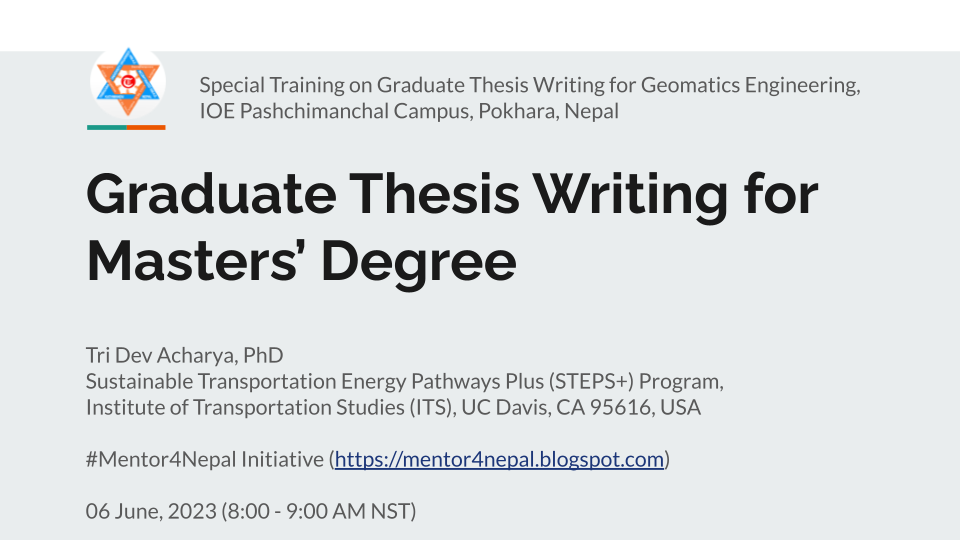 Special Training on Graduate Thesis Writing for Geomatics Engineering,
IOE Pashchimanchal Campus, Pokhara, Nepal
Graduate Thesis Writing for
Masters’ Degree
Tri Dev Acharya, PhD
Sustainable Transportation Energy Pathways Plus (STEPS+) Program,
Institute of Transportation Studies (ITS), UC Davis, CA 95616, USA
#Mentor4Nepal Initiative (https://mentor4nepal.blogspot.com)
06 June, 2023 (8:00 - 9:00 AM NST)